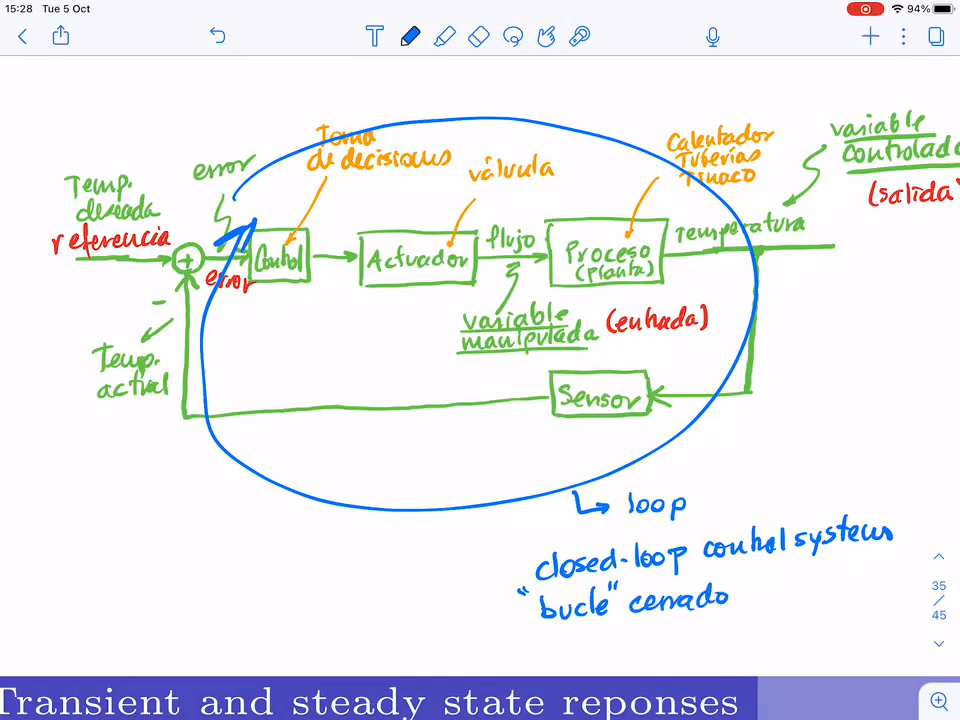 15:28 Tue 5 Oct
94%
Toma
de decisiones
error
válvula
Calentador
Tuberías
Tinaco
variable
controlada
(salida)
Temp.
deseada
referencia
+
error
Control
Actuador
flujo
Proceso
(planta)
Temperatura
-
Temp.
actual
variable
manipulada
(entrada)
Sensor
loop
closed-loop control systems
"bucle" cerrado
35
/
45
Transient and steady state reponses